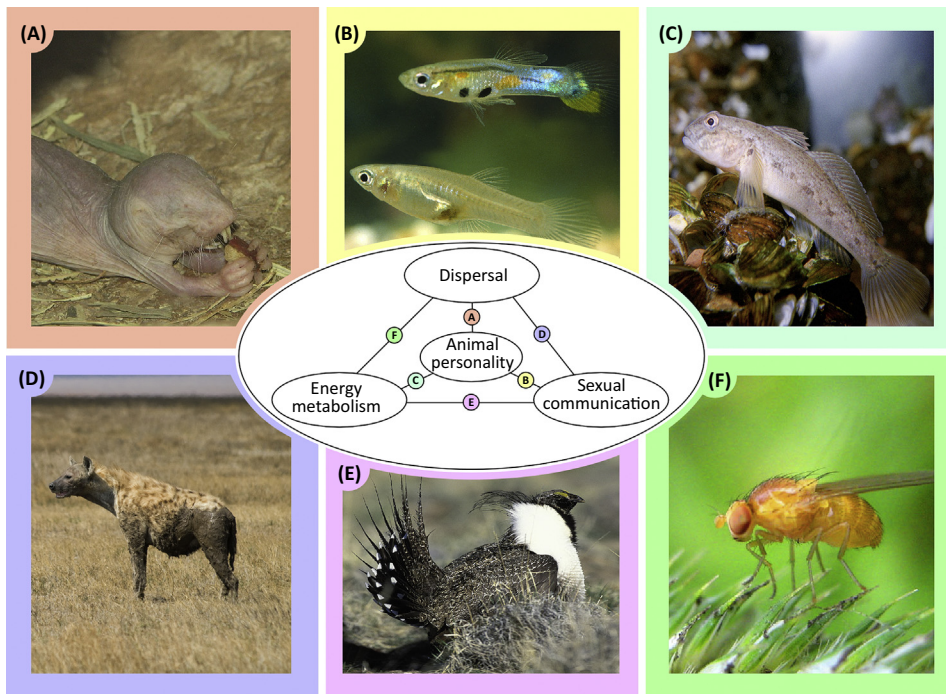 (A)
(B)
(C)
Dispersal
F
A
D
Animal
personality
C
B
Energy
metabolism
E
Sexual
communication
(D)
(E)
(F)